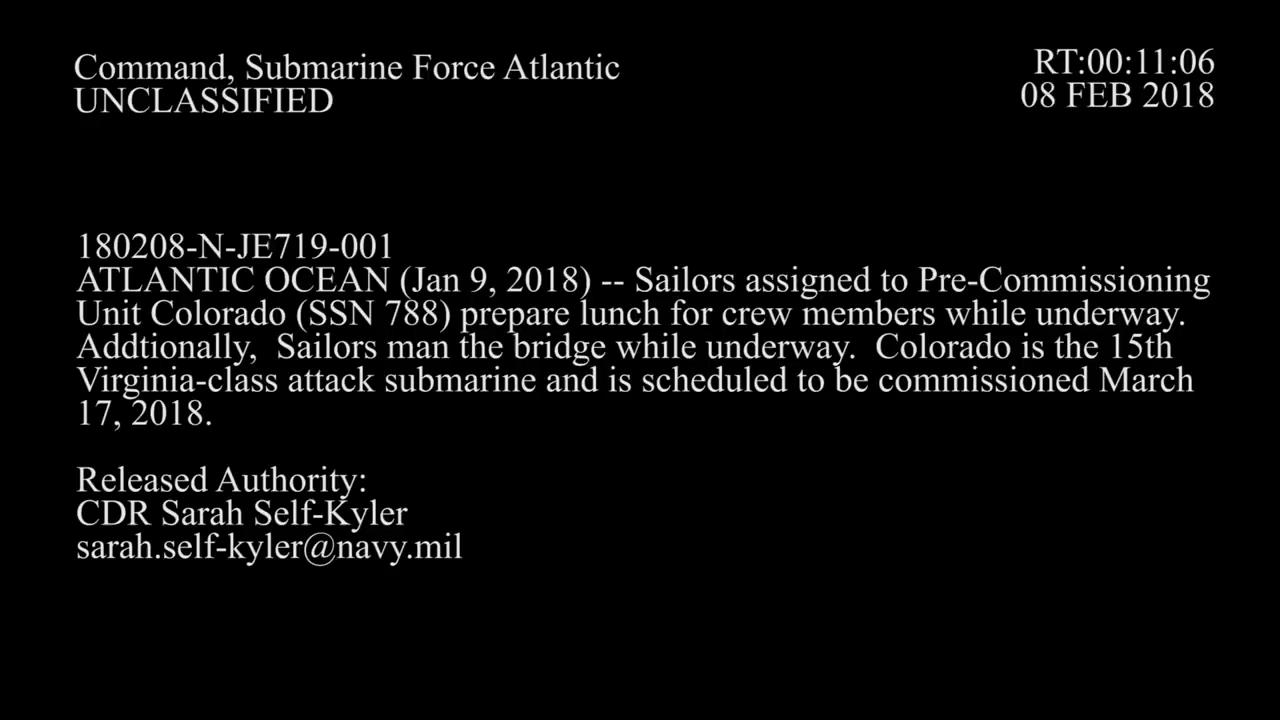 Command, Submarine Force Atlantic
UNCLASSIFIED
RT:00:11:06
08 FEB 2018
180208-N-JE719-001
ATLANTIC OCEAN (Jan 9, 2018) -- Sailors assigned to Pre-Commissioning
Unit Colorado (SSN 788) prepare lunch for crew members while underway.
Addtionally,  Sailors man the bridge while underway.  Colorado is the 15th
Virginia-class attack submarine and is scheduled to be commissioned March
17, 2018.
Released Authority:
CDR Sarah Self-Kyler
sarah.self-kyler@navy.mil